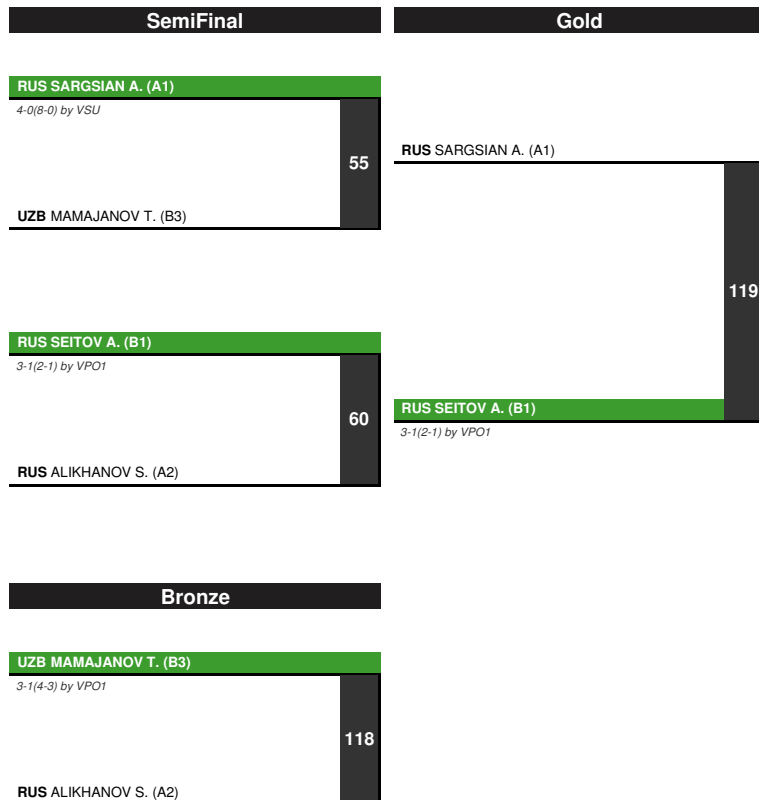 SemiFinal
Gold
RUS SARGSIAN A. (A1)
4-0(8-0) by VSU
55
UZB MAMAJANOV T. (B3)
RUS SARGSIAN A. (A1)
119
RUS SEITOV A. (B1)
3-1(2-1) by VPO1
RUS SEITOV A. (B1)
3-1(2-1) by VPO1
60
RUS ALIKHANOV S. (A2)
Bronze
UZB MAMAJANOV T. (B3)
3-1(4-3) by VPO1
118
RUS ALIKHANOV S. (A2)